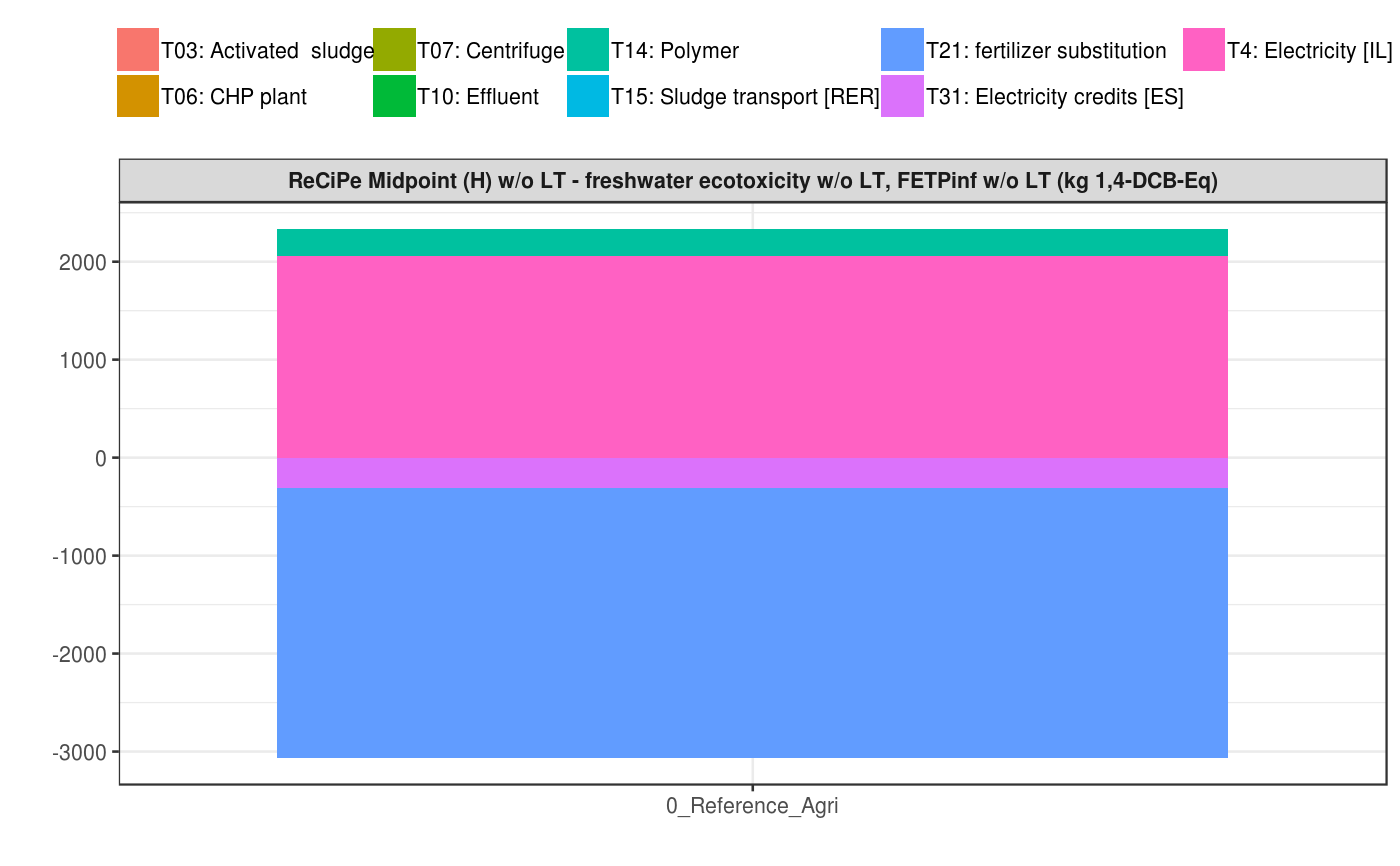 T03: Activated  sludge T07: Centrifuge T14: Polymer T21: fertilizer substitution T4: Electricity [IL]
T06: CHP plant T10: Effluent T15: Sludge transport [RER] T31: Electricity credits [ES]
ReCiPe Midpoint (H) w/o LT - freshwater ecotoxicity w/o LT, FETPinf w/o LT (kg 1,4-DCB-Eq)
2000
1000
0
-1000
-2000
-3000
0_Reference_Agri